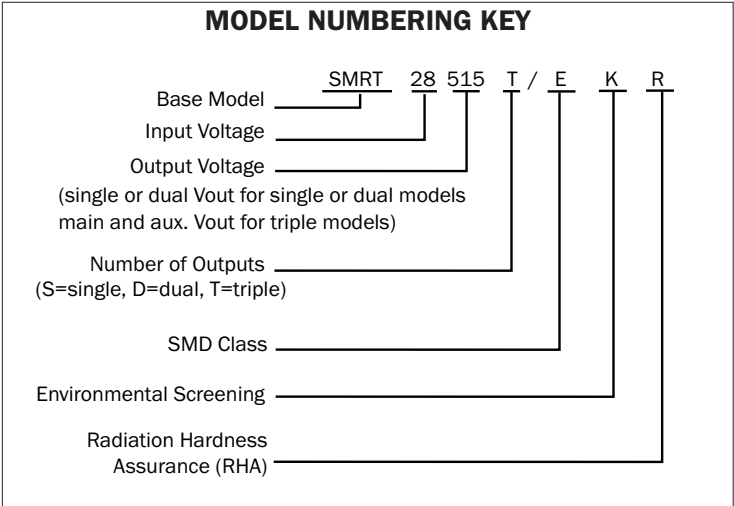 MODEL NUMBERING KEY
SMRT 28 515 T / E K R
Base Model
Input Voltage
Output Voltage
(single or dual Vout for single or dual models
main and aux. Vout for triple models)
Number of Outputs
(S=single, D=dual, T=triple)
SMD Class
Environmental Screening
Radiation Hardness
Assurance (RHA)